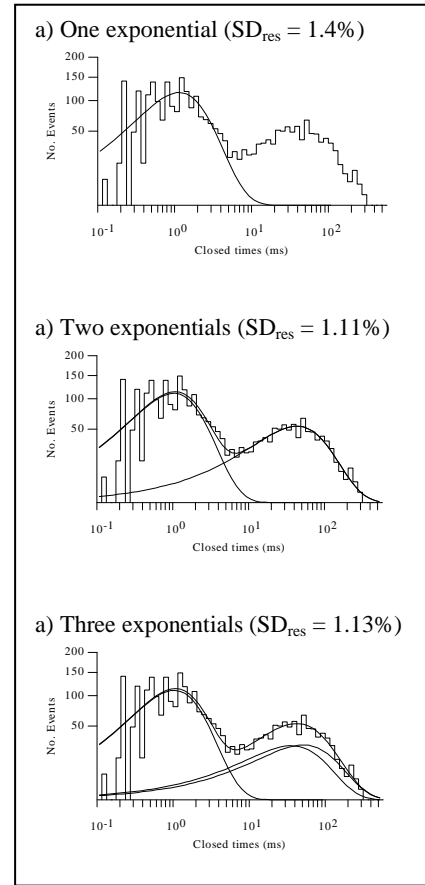 a) One exponential (SDres = 1.4%)
200
150
100
50
No. Events
10-1 100 101 102
Closed times (ms)
a) Two exponentials (SDres = 1.11%)
200
150
100
50
No. Events
10-1 100 101 102
Closed times (ms)
a) Three exponentials (SDres = 1.13%)
200
150
100
50
No. Events
10-1 100 101 102
Closed times (ms)